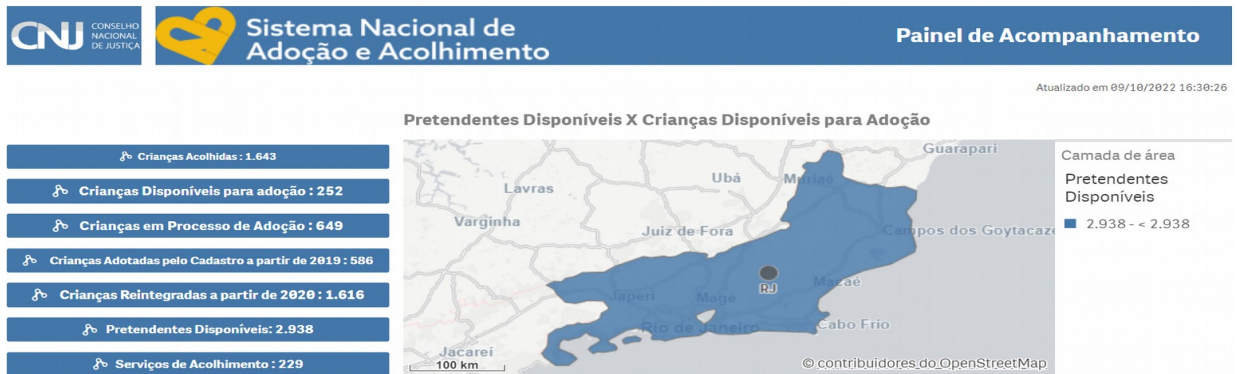 CNJ
CONSELHO
NACIONAL
DE JUSTIÇA
Sistema Nacional de
Adoção e Acolhimento
Painel de Acompanhamento
Atualizado em 09/10/2022 16:30:26
Pretendentes Disponíveis X Crianças Disponíveis para Adoção
Crianças Acolhidas : 1.643
Crianças Disponíveis para adoção : 252
Crianças em Processo de Adoção : 649
Crianças Adotadas pelo Cadastro a partir de 2019 : 586
Crianças Reintegradas a partir de 2020 : 1.616
Pretendentes Disponíveis: 2.938
Serviços de Acolhimento : 229
Guarapari
Ubá
Muriaé
Lavras
Varginha
Juiz de Fora
Campos dos Goytacaze
RJ
Macaé
Japeri
Magé
Rio de Janeiro
Cabo Frio
Jacareí
100 km
© contribuidores do OpenStreetMap
Camada de área
Pretendentes
Disponíveis
2.938 - < 2.938